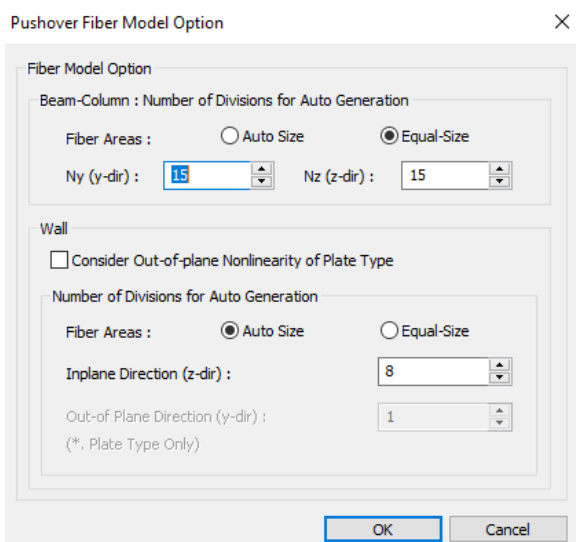 Pushover Fiber Model Option
Fiber Model Option
Beam-Column : Number of Divisions for Auto Generation
Fiber Areas : Auto Size Equal-Size
Ny (y-dir) : 15 Nz (z-dir) : 15
Wall
Consider Out-of-plane Nonlinearity of Plate Type
Number of Divisions for Auto Generation
Fiber Areas : Auto Size Equal-Size
Inplane Direction (z-dir) : 8
Out-of Plane Direction (y-dir) : 1
(*. Plate Type Only)
OK Cancel